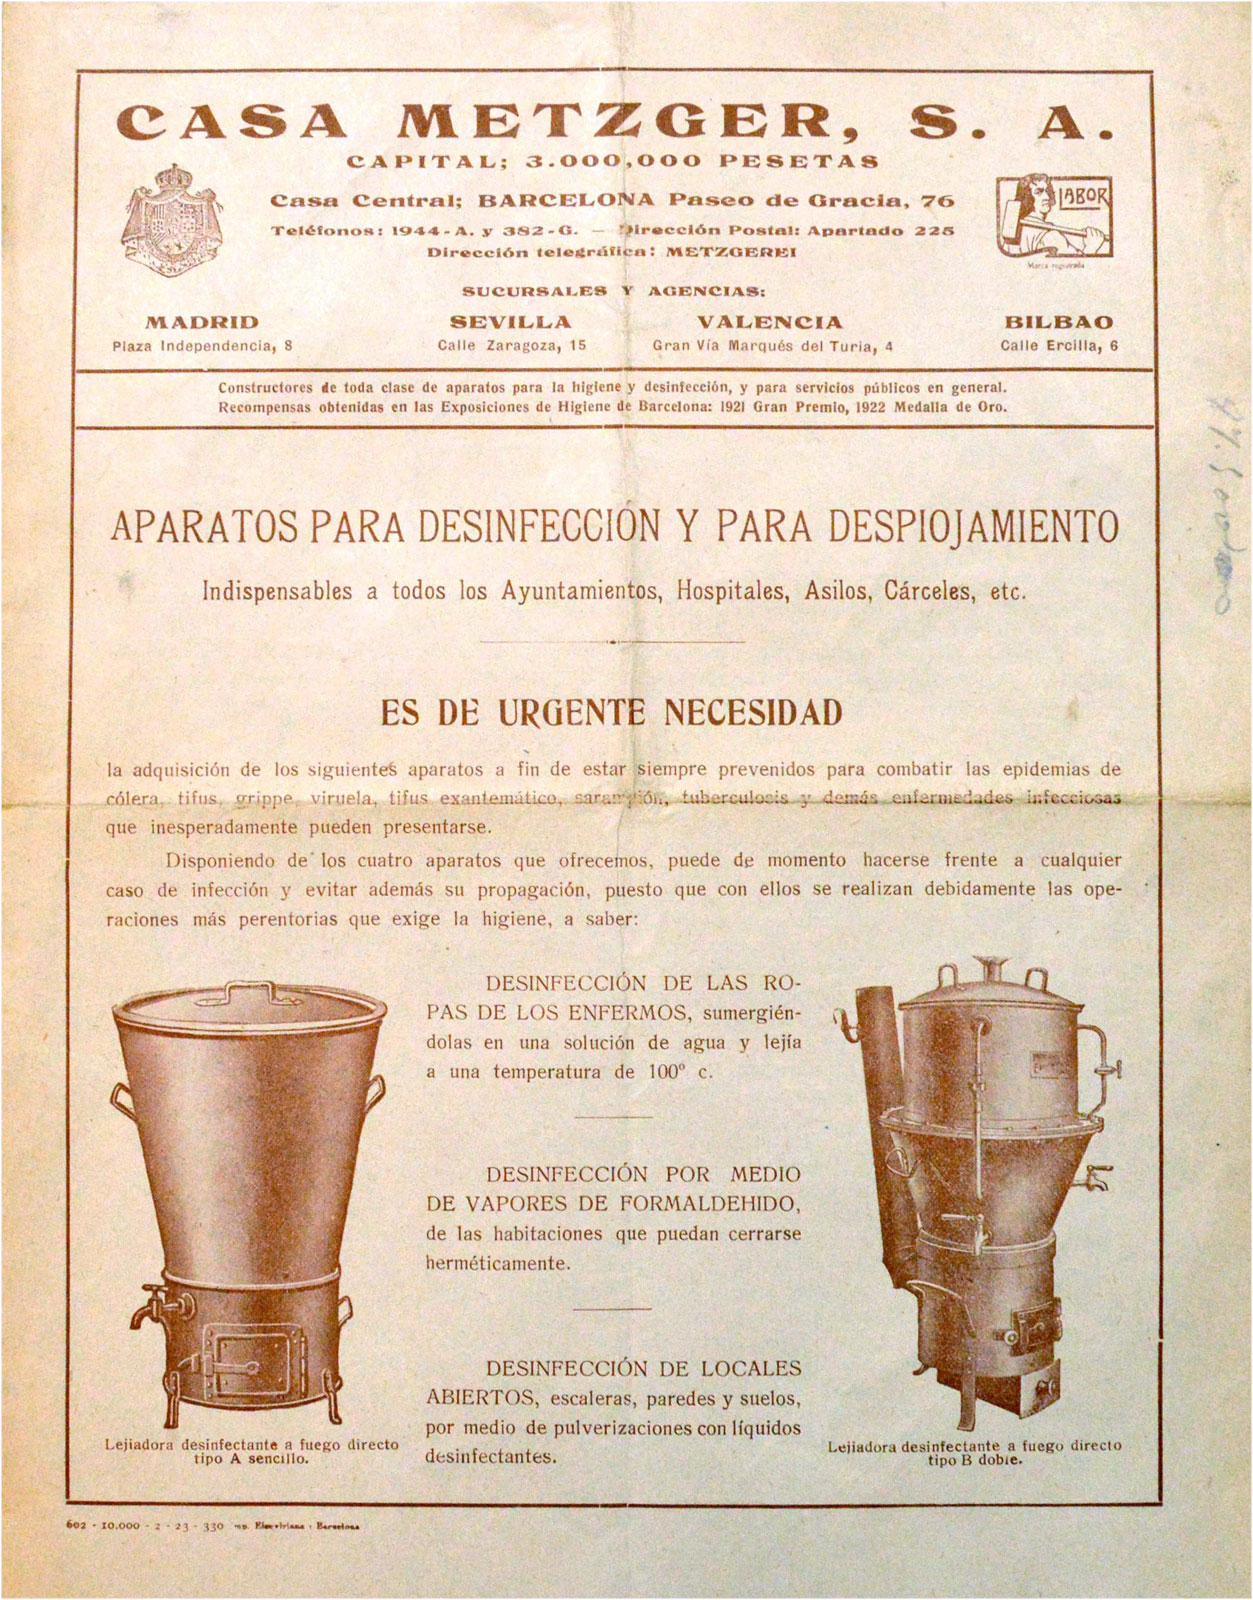 CASA METZGER, S. A.
CAPITAL; 3.000,000 PESETAS
Casa Central; BARCELONA Paseo de Gracia, 76
Teléfonos: 1944-A. y 382-G. — Dirección Postal: Apartado 225
Dirección telegráfica: METZGEREI
LABOR
Marca registrada
SUCURSALES Y AGENCIAS:
MADRID SEVILLA VALENCIA BILBAO
Plaza Independencia, 8 Calle Zaragoza, 15 Gran Vía Marqués del Turia, 4 Calle Ercilla, 6
Constructores de toda clase de aparatos para la higiene y desinfección, y para servicios públicos en general.
Recompensas obtenidas en las Exposiciones de Higiene de Barcelona: 1921 Gran Premio, 1922 Medalla de Oro.
APARATOS PARA DESINFECCIÓN Y PARA DESPIOJAMIENTO
Indispensables a todos los Ayuntamientos, Hospitales, Asilos, Cárceles, etc.
ES DE URGENTE NECESIDAD
la adquisición de los siguientes aparatos a fin de estar siempre prevenidos para combatir las epidemias de
cólera, tifus, grippe, viruela, tifus exantemático, sarampión, tuberculosis y demás enfermedades infecciosas
que inesperadamente pueden presentarse.
Disponiendo de los cuatro aparatos que ofrecemos, puede de momento hacerse frente a cualquier
caso de infección y evitar además su propagación, puesto que con ellos se realizan debidamente las ope-
raciones más perentorias que exige la higiene, a saber:
DESINFECCIÓN DE LAS RO-
PAS DE LOS ENFERMOS, sumergién-
dolas en una solución de agua y lejía
a una temperatura de 100º c.
DESINFECCIÓN POR MEDIO
DE VAPORES DE FORMALDEHIDO,
de las habitaciones que puedan cerrarse
herméticamente.
DESINFECCIÓN DE LOCALES
ABIERTOS, escaleras, paredes y suelos,
por medio de pulverizaciones con líquidos
desinfectantes.
Lejiadora desinfectante a fuego directo
tipo A sencillo.
Lejiadora desinfectante a fuego directo
tipo B doble.
602 - 10.000 - 2 - 23 - 330 Barcelona